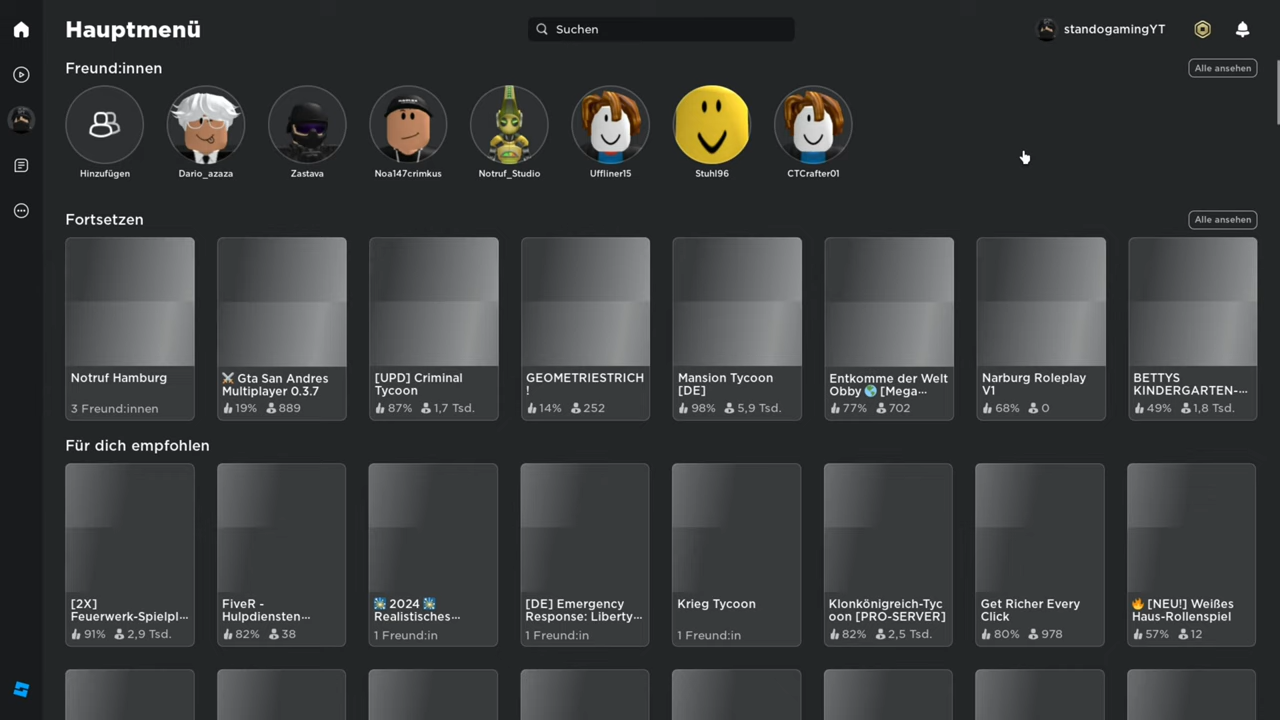 Hauptmenü
Suchen
standogamingYT
Freund:innen
Alle ansehen
Hinzufügen
Dario_azaza
Zastava
Noa147crimkus
Notruf_Studio
Uffliner15
Stuhl96
CTCrafter01
Fortsetzen
Alle ansehen
Notruf Hamburg
3 Freund:innen
⚔️ Gta San Andres
Multiplayer 0.3.7
19% 889
[UPD] Criminal
Tycoon
87% 1,7 Tsd.
GEOMETRIESTRICH
!
14% 252
Mansion Tycoon
[DE]
98% 5,9 Tsd.
Entkomme der Welt
Obby 🌎 [Mega...
77% 702
Narburg Roleplay
V1
68% 0
BETTYS
KINDERGARTEN-...
49% 1,8 Tsd.
Für dich empfohlen
[2X]
Feuerwerk-Spielpl...
91% 2,9 Tsd.
FiveR -
Hulpdiensten...
82% 38
🎆 2024 🎆
Realistisches...
1 Freund:in
[DE] Emergency
Response: Liberty...
1 Freund:in
Krieg Tycoon
1 Freund:in
Klonkönigreich-Tyc
oon [PRO-SERVER]
82% 2,5 Tsd.
Get Richer Every
Click
80% 978
🔥 [NEU!] Weißes
Haus-Rollenspiel
57% 12